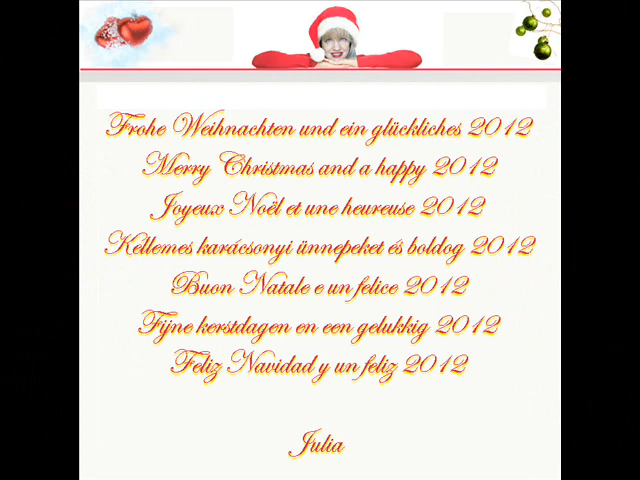 Frohe Weihnachten und ein glückliches 2012
Merry Christmas and a happy 2012
Joyeux Noël et une heureuse 2012
Kellemes karácsonyi ünnepeket és boldog 2012
Buon Natale e un felice 2012
Fijne kerstdagen en een gelukkig 2012
Feliz Navidad y un feliz 2012
Julia